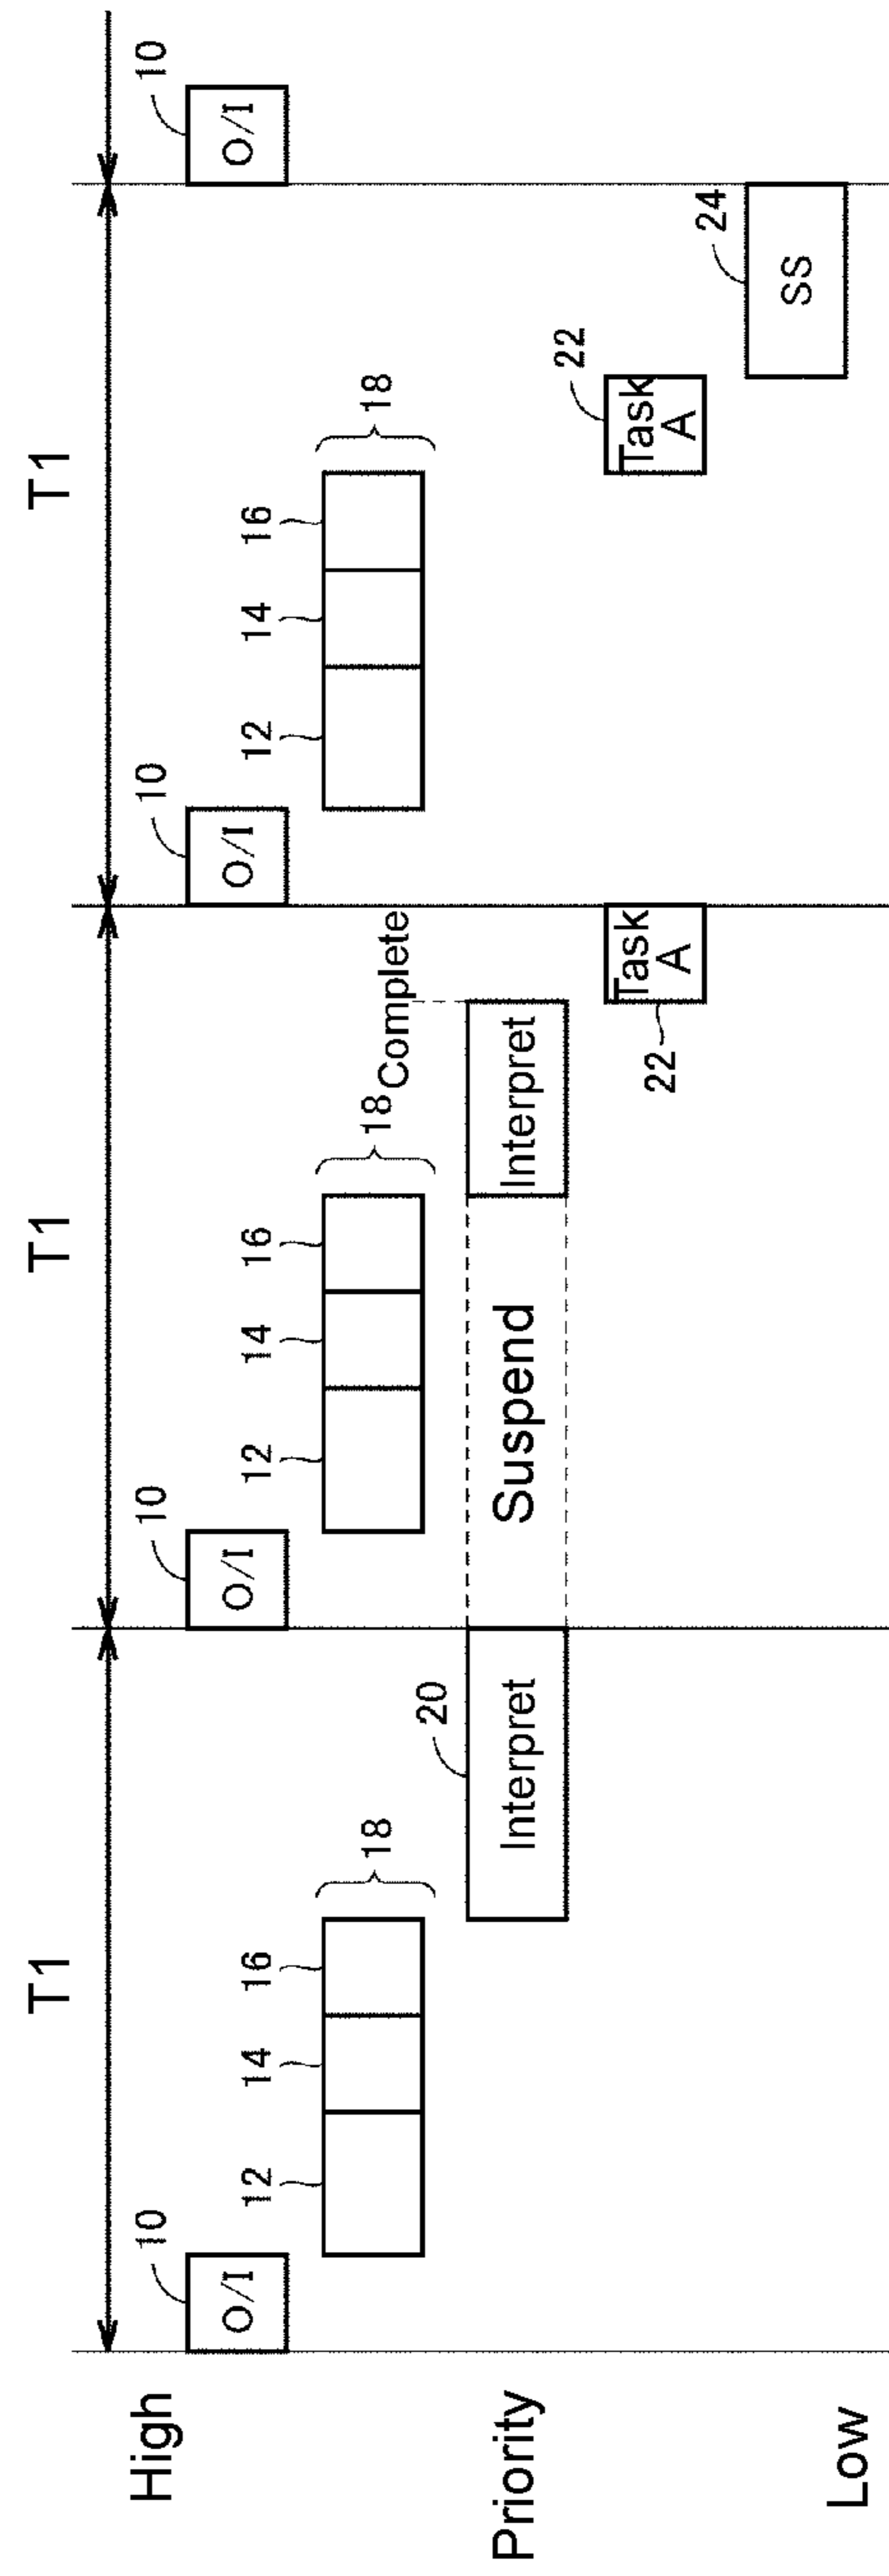 T1 T1 T1
High
10 10 10 10
O/I O/I O/I O/I
12 14 16 12 14 16 12 14 16
18 18 18
Complete
Priority
20
Interpret Suspend Interpret
22
Task
A
22
Task
A
24
SS
Low